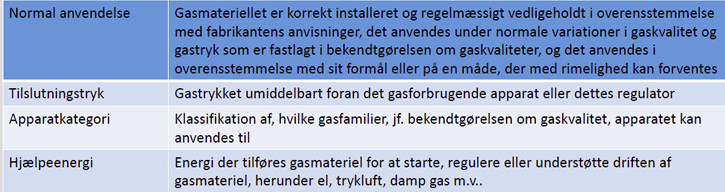 Normal anvendelse
Gasmateriellet er korrekt installeret og regelmæssigt vedligeholdt i overensstemmelse
med fabrikantens anvisninger, det anvendes under normale variationer i gaskvalitet og
gastryk som er fastlagt i bekendtgørelsen om gaskvaliteter, og det anvendes i
overensstemmelse med sit formål eller på en måde, der med rimelighed kan forventes
Tilslutningstryk
Gastrykket umiddelbart foran det gasforbrugende apparat eller dettes regulator
Apparatkategori
Klassifikation af, hvilke gasfamilier, jf. bekendtgørelsen om gaskvalitet, apparatet kan
anvendes til
Hjælpeenergi
Energi der tilføres gasmateriel for at starte, regulere eller understøtte driften af
gasmateriel, herunder el, trykluft, damp gas m.v..